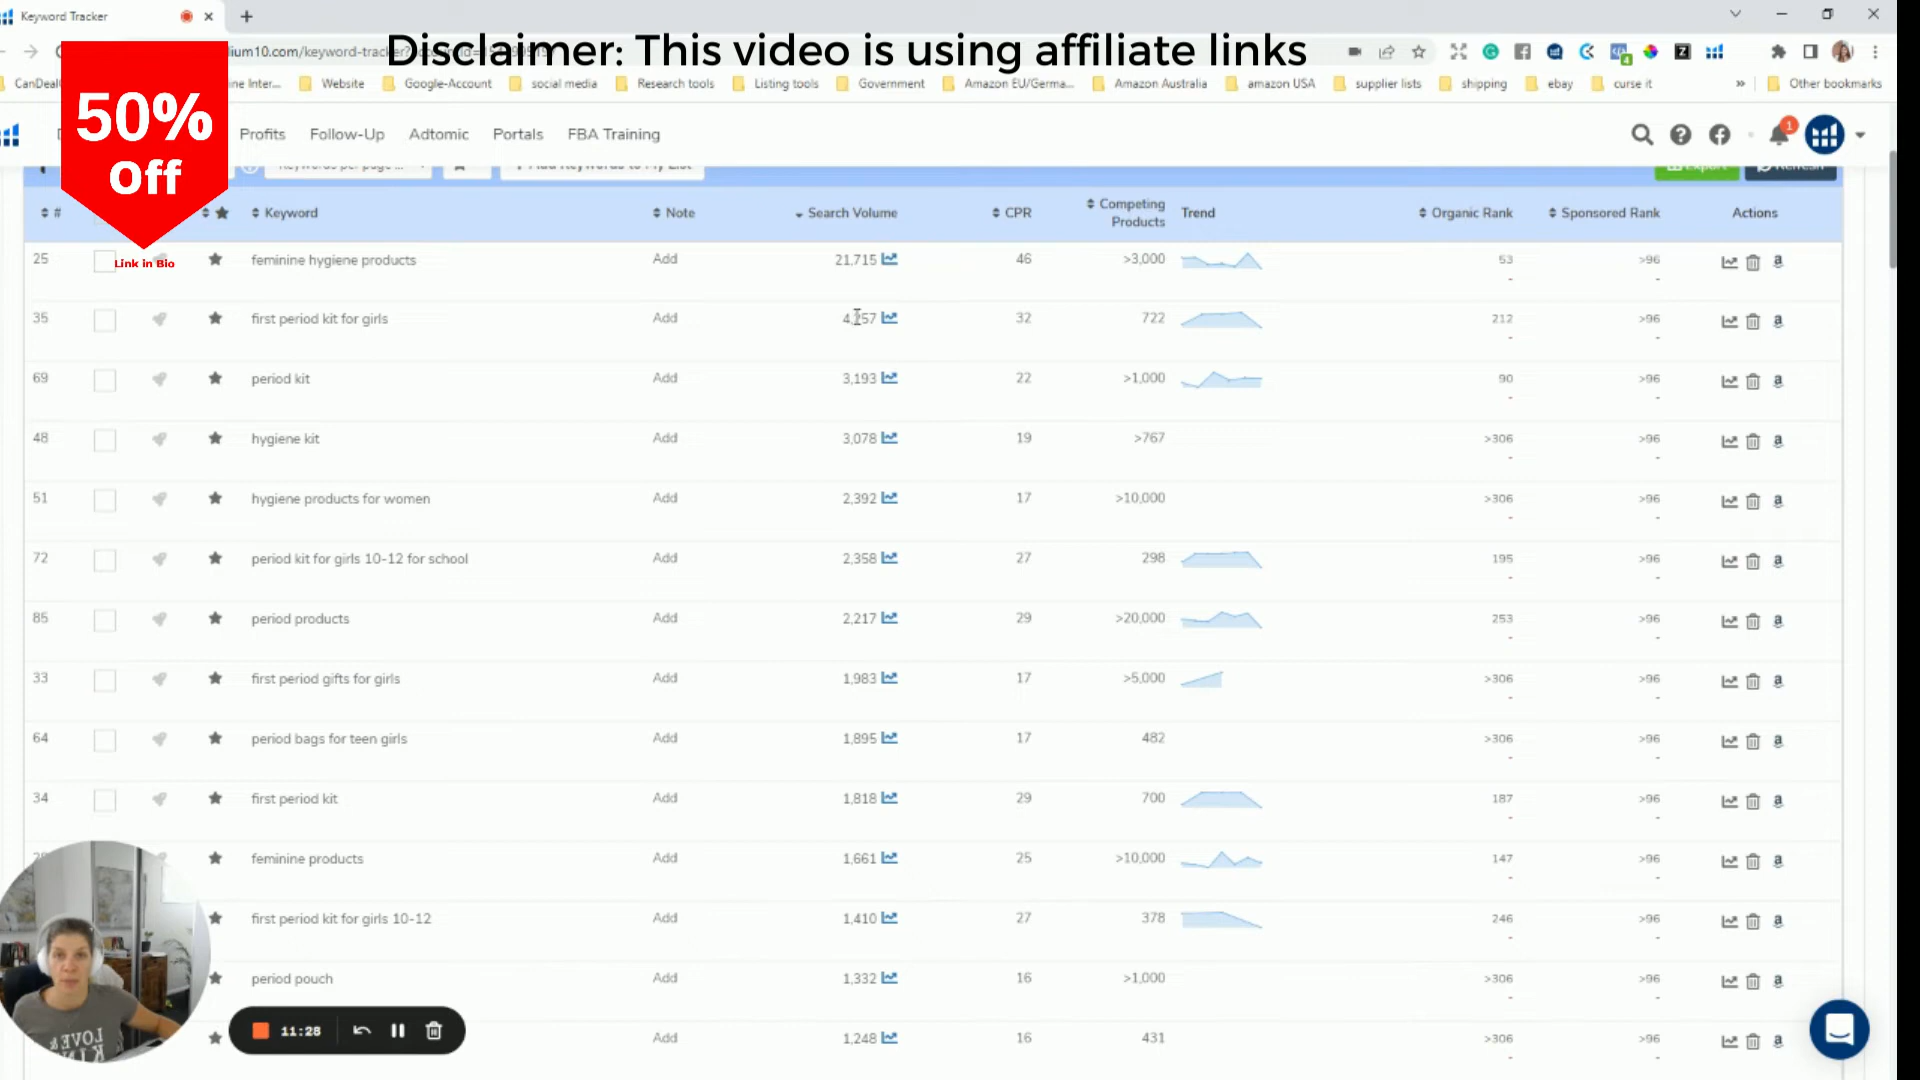 Keyword Tracker
Disclaimer: This video is using affiliate links
ium10.com/keyword-tracker?
Website
Google-Account
social media
Research tools
Listing tools
Government
Amazon EU/Germa...
Amazon Australia
amazon USA
supplier lists
shipping
ebay
curse it
»
Other bookmarks
50%
Off
Link in Bio
Profits
Follow-Up
Adtomic
Portals
FBA Training
1
# Keyword Note Search Volume CPR Competing Products Trend Organic Rank Sponsored Rank Actions
25 feminine hygiene products Add 21,715 46 >3,000 53 >96
- -
35 first period kit for girls Add 4,257 32 722 212 >96
- -
69 period kit Add 3,193 22 >1,000 90 >96
- -
48 hygiene kit Add 3,078 19 >767 >306 >96
- -
51 hygiene products for women Add 2,392 17 >10,000 >306 >96
- -
72 period kit for girls 10-12 for school Add 2,358 27 298 195 >96
- -
85 period products Add 2,217 29 >20,000 253 >96
- -
33 first period gifts for girls Add 1,983 17 >5,000 >306 >96
- -
64 period bags for teen girls Add 1,895 17 482 >306 >96
- -
34 first period kit Add 1,818 29 700 187 >96
- -
feminine products Add 1,661 25 >10,000 147 >96
- -
first period kit for girls 10-12 Add 1,410 27 378 246 >96
- -
period pouch Add 1,332 16 >1,000 >306 >96
- -
Add 1,248 16 431 >306 >96
- -
11:28
LOVE &